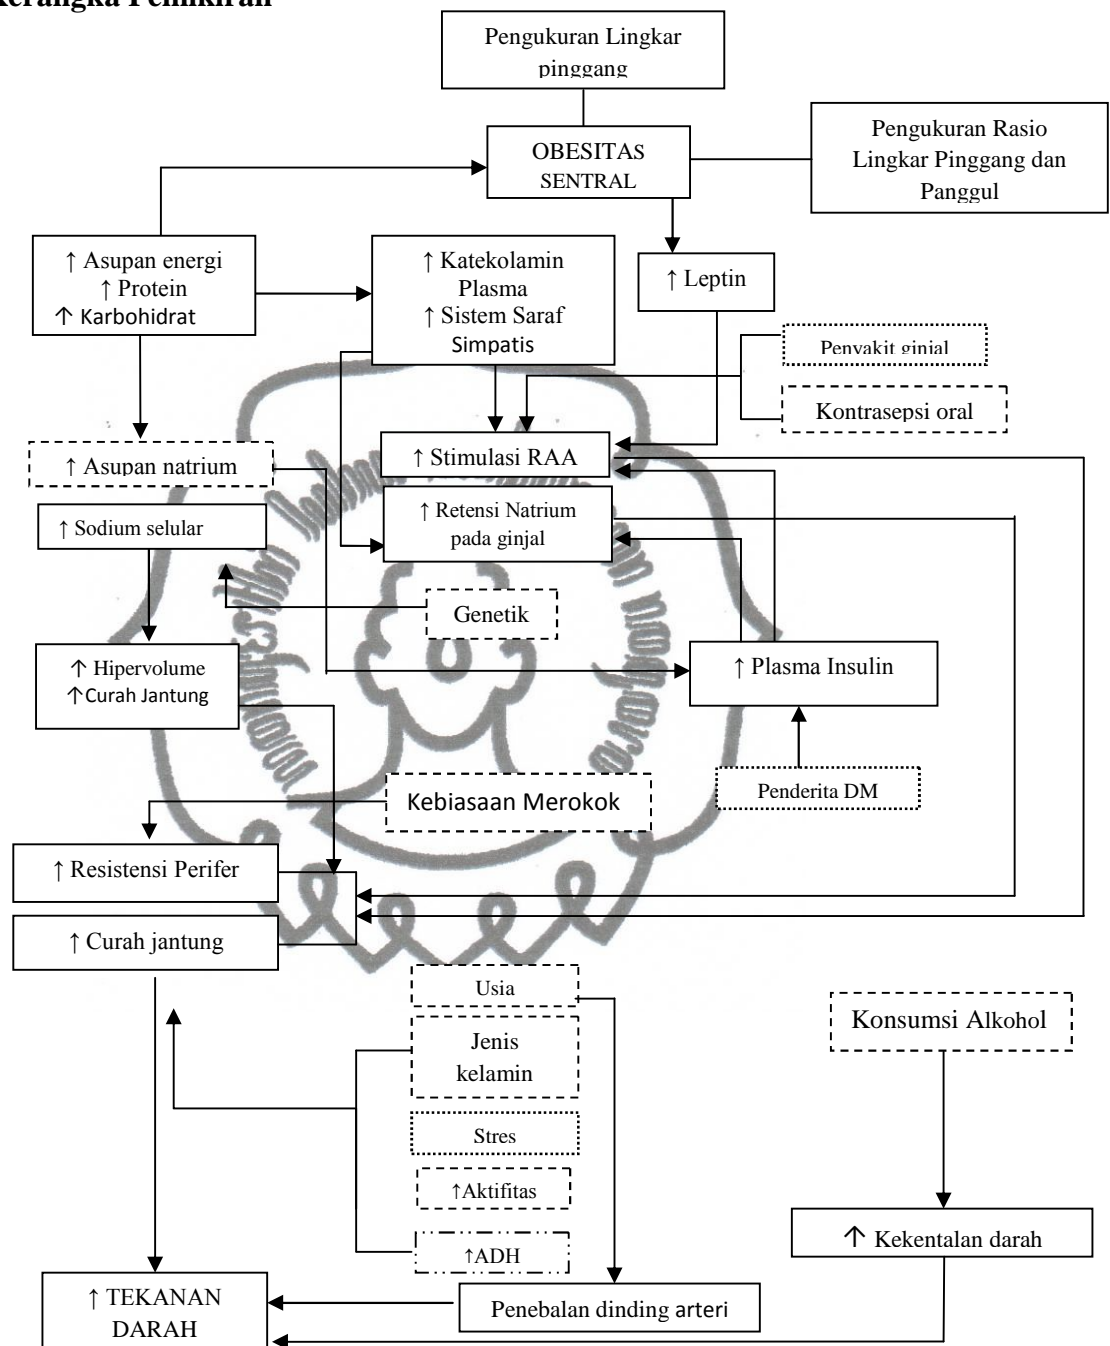 Kerangka Pemikiran
Pengukuran Lingkar
pinggang
OBESITAS
SENTRAL
Pengukuran Rasio
Lingkar Pinggang dan
Panggul
↑ Asupan energi
↑ Protein
↑ Karbohidrat
↑ Katekolamin
Plasma
↑ Sistem Saraf
Simpatis
↑ Leptin
Penyakit ginjal
Kontrasepsi oral
↑ Asupan natrium
↑ Stimulasi RAA
↑ Sodium selular
↑ Retensi Natrium
pada ginjal
Genetik
↑ Hipervolume
↑Curah Jantung
↑ Plasma Insulin
Penderita DM
Kebiasaan Merokok
↑ Resistensi Perifer
↑ Curah jantung
Usia
Jenis
kelamin
Stres
↑Aktifitas
↑ADH
Konsumsi Alkohol
↑ Kekentalan darah
↑ TEKANAN
DARAH
Penebalan dinding arteri